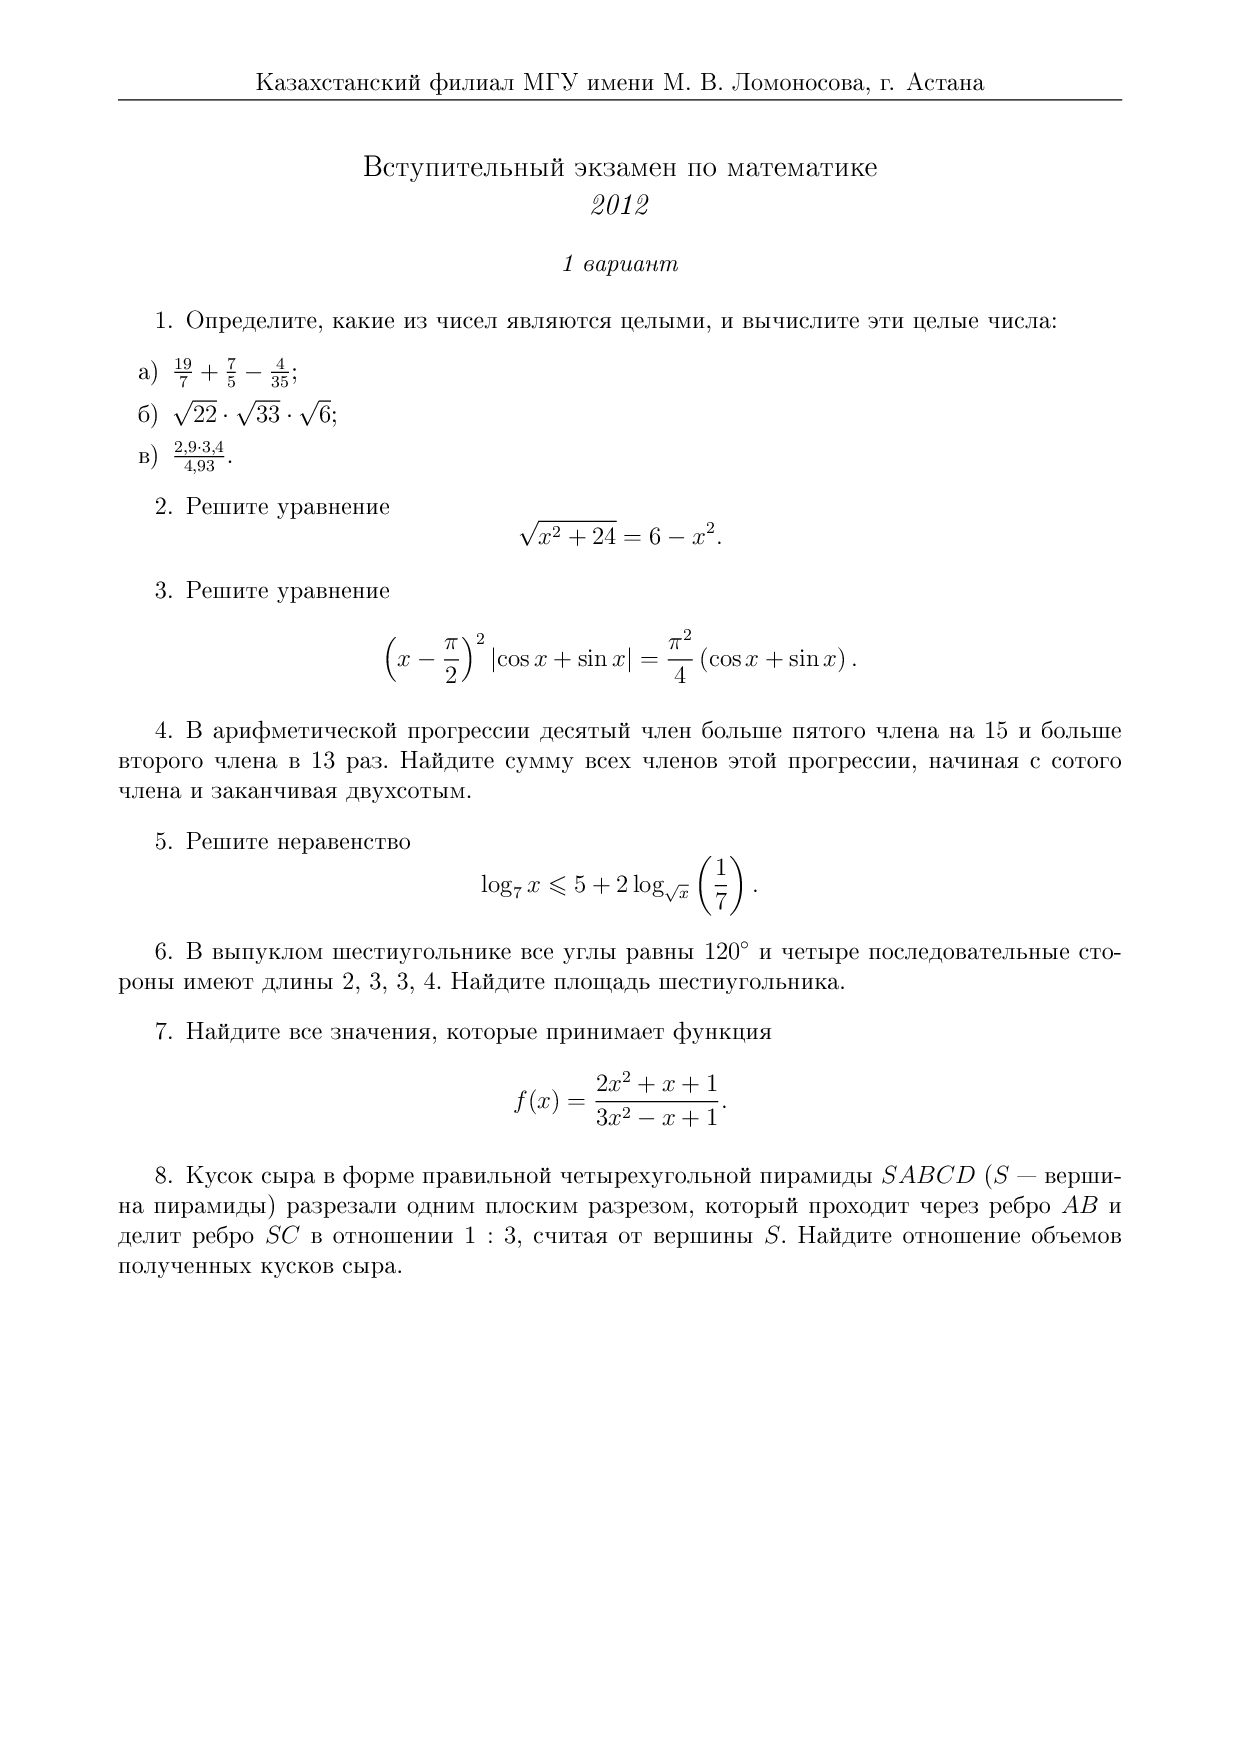 Казахстанский филиал МГУ имени М. В. Ломоносова, г. Астана
Вступительный экзамен по математике
2012
1 вариант
1. Определите, какие из чисел являются целыми, и вычислите эти целые числа:
а) $\frac{19}{7} + \frac{7}{5} - \frac{4}{35}$;
б) $\sqrt{22} \cdot \sqrt{33} \cdot \sqrt{6}$;
в) $\frac{2,9 \cdot 3,4}{4,93}$.
2. Решите уравнение
$\sqrt{x^2 + 24} = 6 - x^2.$
3. Решите уравнение
$\left(x - \frac{\pi}{2}\right)^2 |\cos x + \sin x| = \frac{\pi^2}{4} (\cos x + \sin x).$
4. В арифметической прогрессии десятый член больше пятого члена на 15 и больше
второго члена в 13 раз. Найдите сумму всех членов этой прогрессии, начиная с сотого
члена и заканчивая двухсотым.
5. Решите неравенство
$\log_7 x \leqslant 5 + 2 \log_{\sqrt{x}} \left(\frac{1}{7}\right).$
6. В выпуклом шестиугольнике все углы равны 120° и четыре последовательные сто-
роны имеют длины 2, 3, 3, 4. Найдите площадь шестиугольника.
7. Найдите все значения, которые принимает функция
$f(x) = \frac{2x^2 + x + 1}{3x^2 - x + 1}.$
8. Кусок сыра в форме правильной четырехугольной пирамиды SABCD (S — верши-
на пирамиды) разрезали одним плоским разрезом, который проходит через ребро AB и
делит ребро SC в отношении 1 : 3, считая от вершины S. Найдите отношение объемов
полученных кусков сыра.